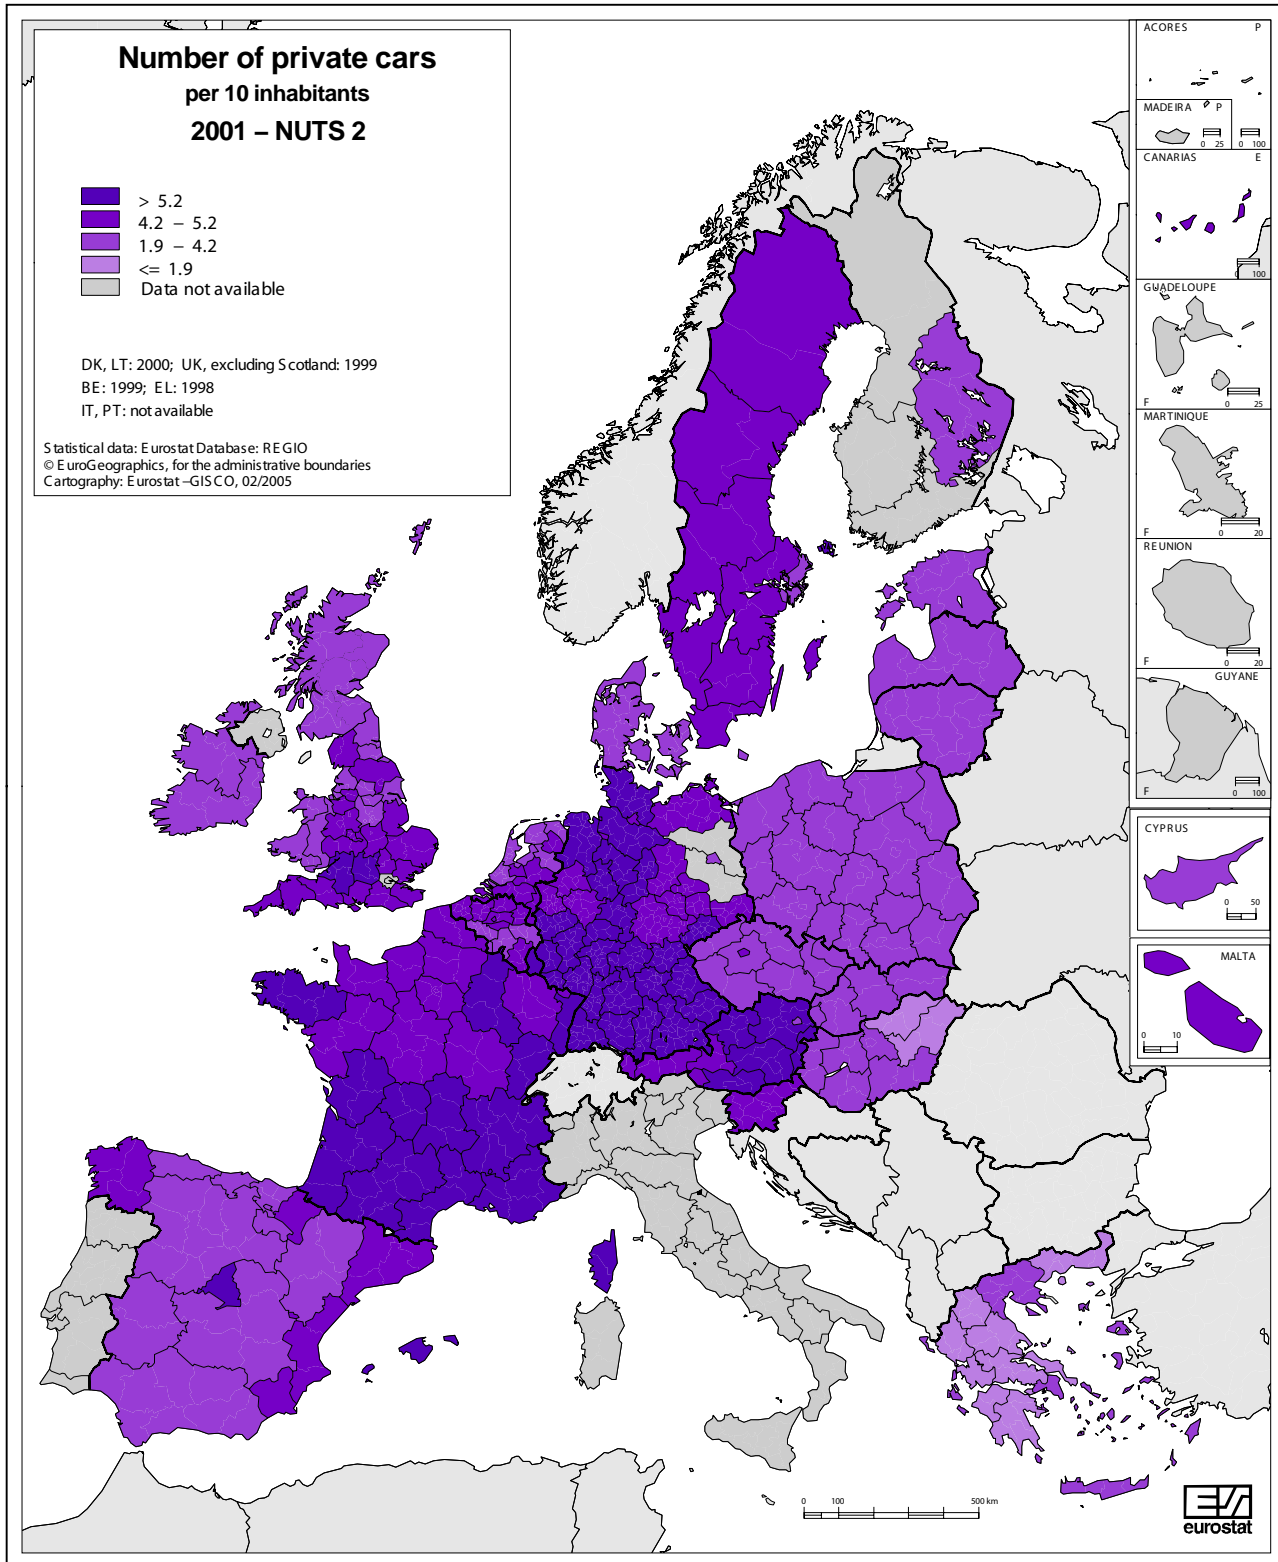 Number of private cars
per 10 inhabitants
2001 – NUTS 2
> 5.2
4.2 – 5.2
1.9 – 4.2
<= 1.9
Data not available
DK, LT: 2000; UK, excluding Scotland: 1999
BE: 1999; EL: 1998
IT, PT: not available
Statistical data: Eurostat Database: REGIO
© EuroGeographics, for the administrative boundaries
Cartography: Eurostat –GISCO, 02/2005
ACORES P
MADEIRA P
0 25 0 100
CANARIAS E
0 100
GUADELOUPE
F 0 25
MARTINIQUE
F 0 20
REUNION
F 0 20
GUYANE
F 0 100
CYPRUS
0 50
MALTA
0 10
0 100 500 km
eurostat